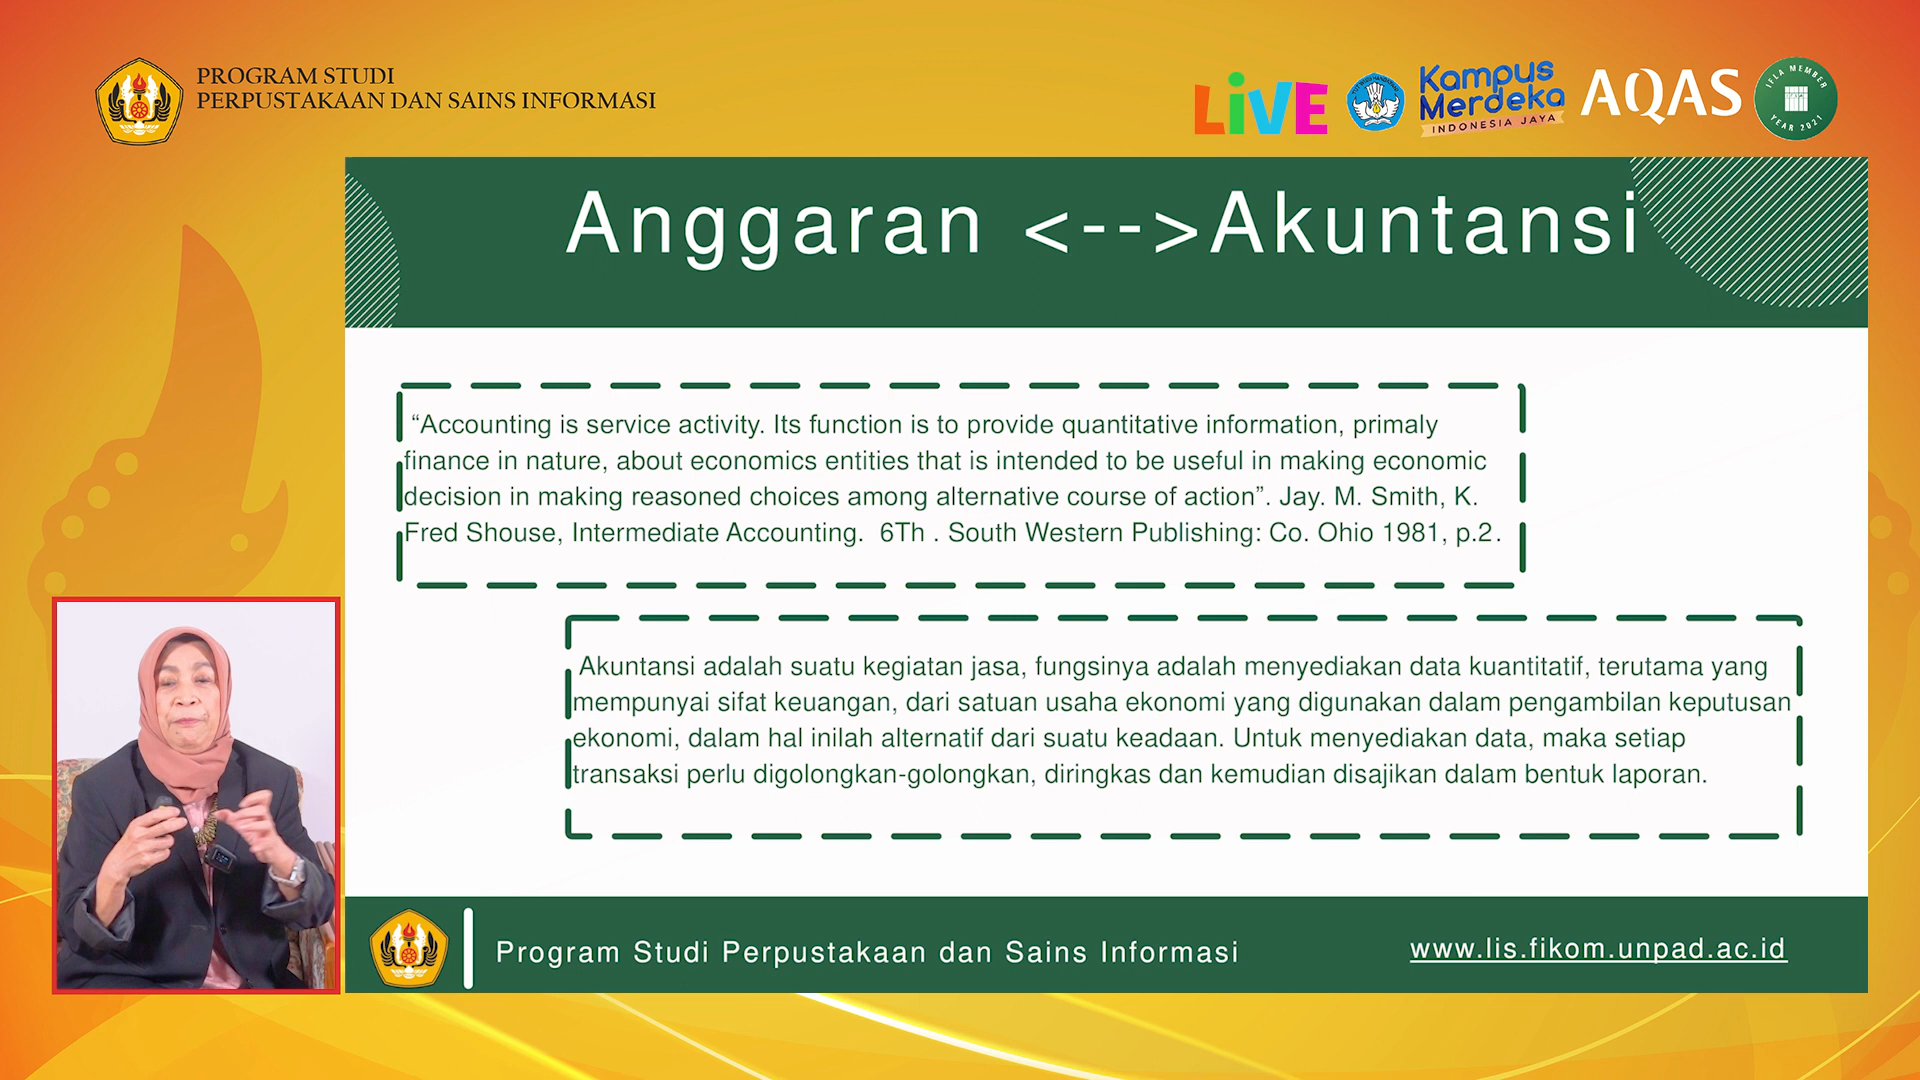 PROGRAM STUDI
PERPUSTAKAAN DAN SAINS INFORMASI
LiVE
Kampus
Merdeka
INDONESIA JAYA
AQAS
IFLA MEMBER
YEAR 2021
Anggaran <-->Akuntansi
“Accounting is service activity. Its function is to provide quantitative information, primaly
finance in nature, about economics entities that is intended to be useful in making economic
decision in making reasoned choices among alternative course of action”. Jay. M. Smith, K.
Fred Shouse, Intermediate Accounting. 6Th . South Western Publishing: Co. Ohio 1981, p.2.
Akuntansi adalah suatu kegiatan jasa, fungsinya adalah menyediakan data kuantitatif, terutama yang
mempunyai sifat keuangan, dari satuan usaha ekonomi yang digunakan dalam pengambilan keputusan
ekonomi, dalam hal inilah alternatif dari suatu keadaan. Untuk menyediakan data, maka setiap
transaksi perlu digolongkan-golongkan, diringkas dan kemudian disajikan dalam bentuk laporan.
Program Studi Perpustakaan dan Sains Informasi
www.lis.fikom.unpad.ac.id